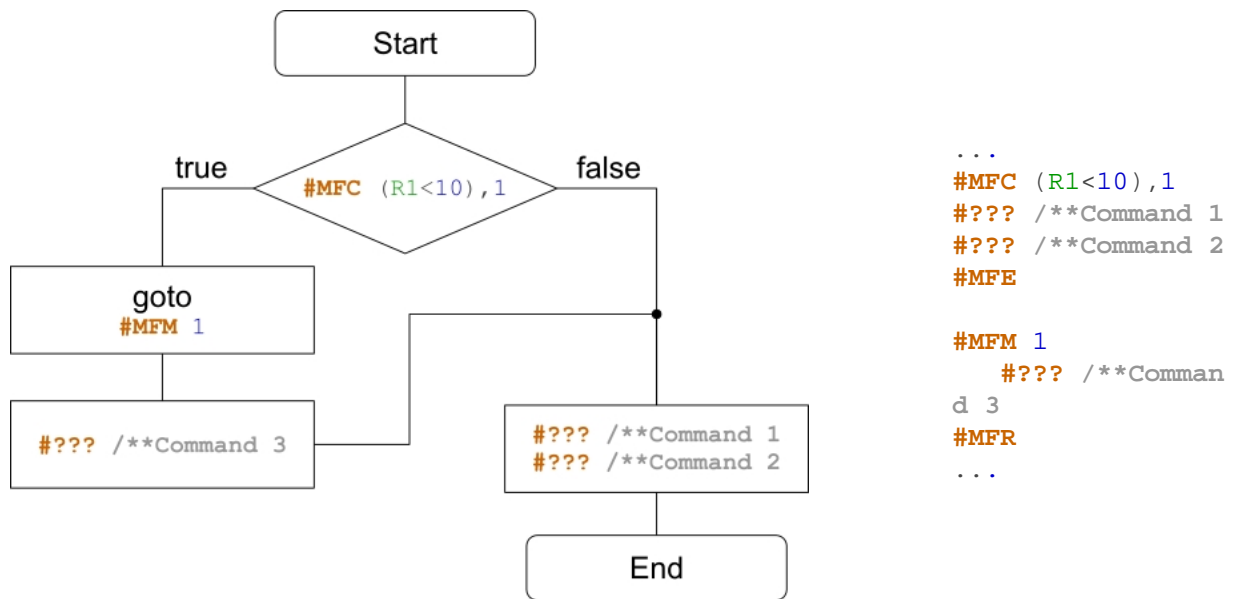 Start
true
false
#MFC (R1<10),1
goto
#MFM 1
#??? /**Command 3
#??? /**Command 1
#??? /**Command 2
End
...
#MFC (R1<10),1
#??? /**Command 1
#??? /**Command 2
#MFE
#MFM 1
#??? /**Comman
d 3
#MFR
...